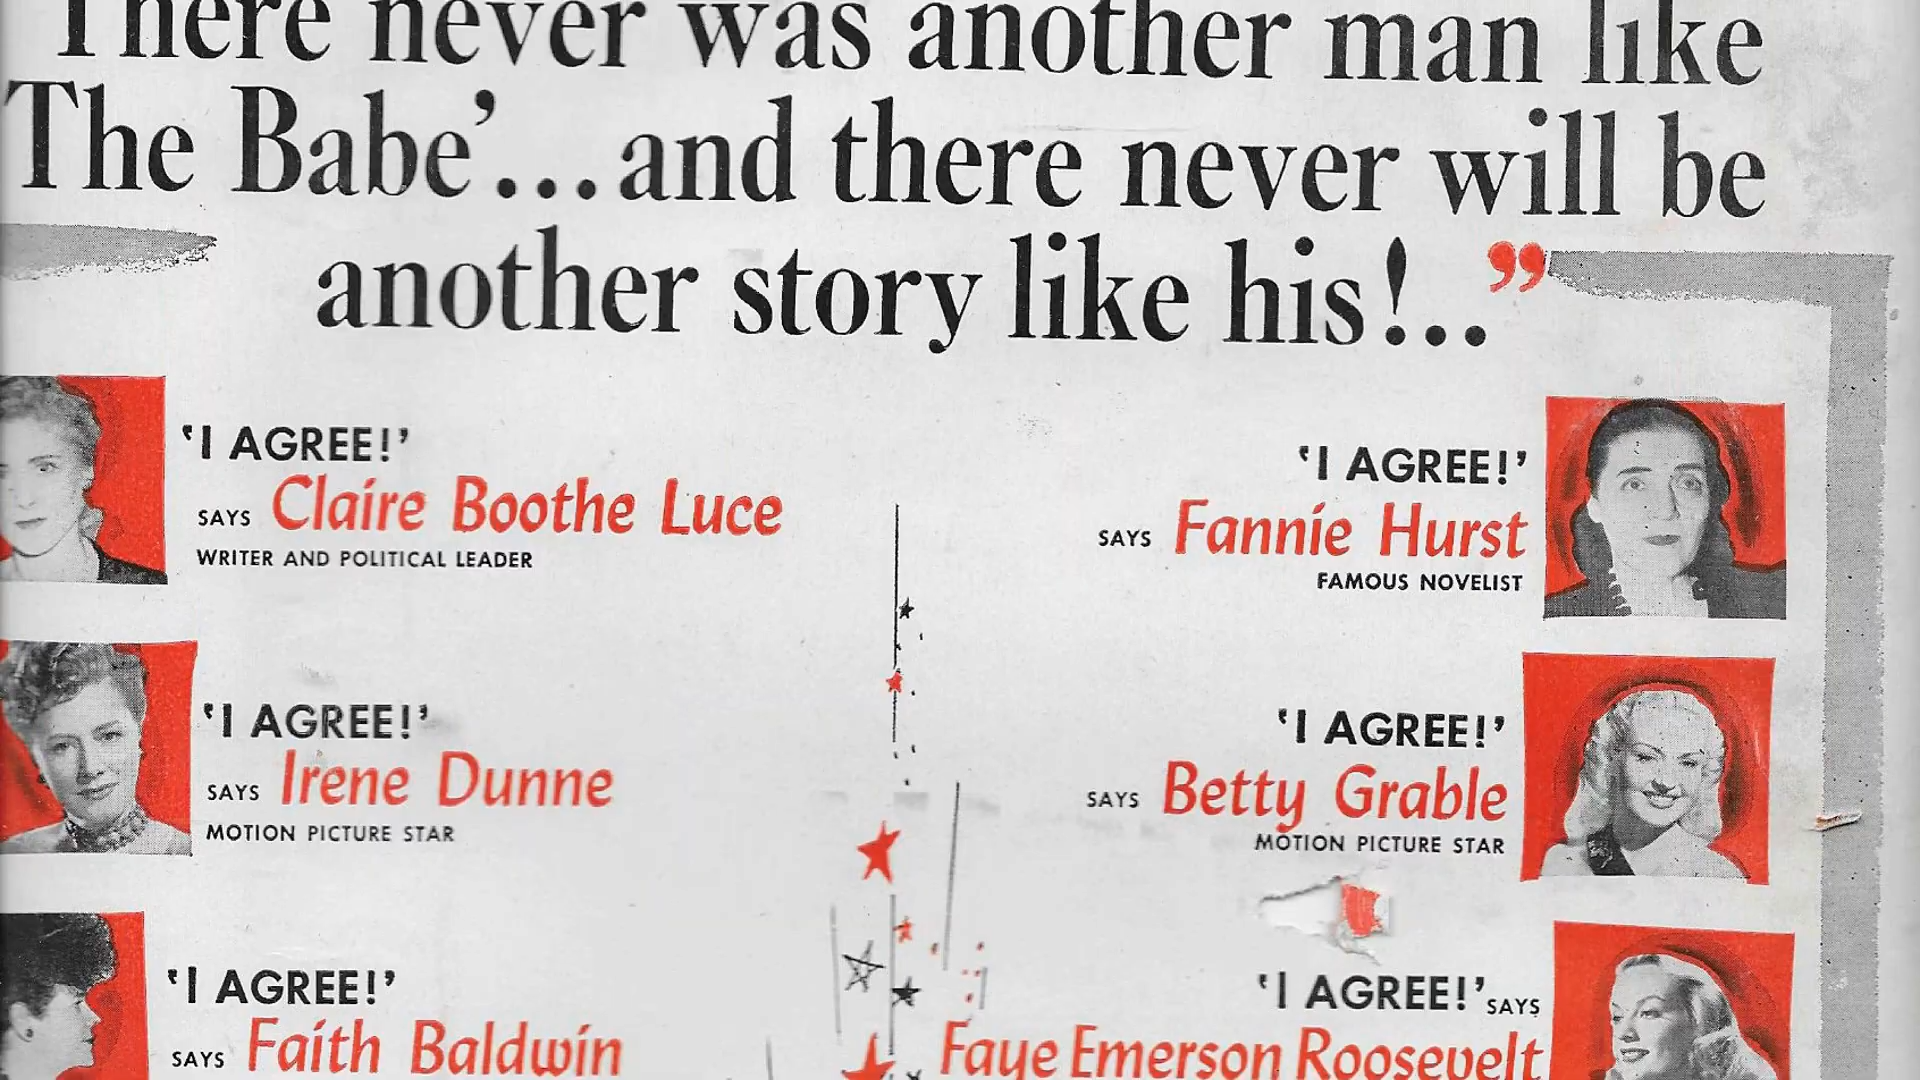 There never was another man like
The Babe’...and there never will be
another story like his!..”
‘I AGREE!’
SAYS Claire Boothe Luce
WRITER AND POLITICAL LEADER
‘I AGREE!’
SAYS Fannie Hurst
FAMOUS NOVELIST
‘I AGREE!’
SAYS Irene Dunne
MOTION PICTURE STAR
‘I AGREE!’
SAYS Betty Grable
MOTION PICTURE STAR
‘I AGREE!’
SAYS Faith Baldwin
‘I AGREE!’ SAYS
Faye Emerson Roosevelt